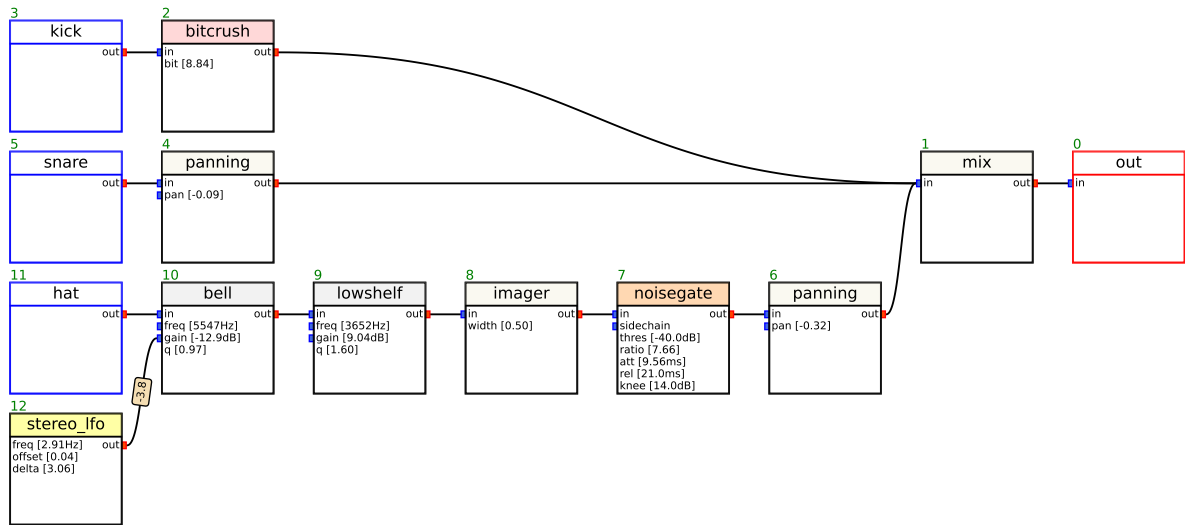 3
kick
out
2
bitcrush
in out
bit [8.84]
5
snare
out
4
panning
in out
pan [-0.09]
1
mix
in out
0
out
in
11
hat
out
10
bell
in out
freq [5547Hz]
gain [-12.9dB]
q [0.97]
9
lowshelf
in out
freq [3652Hz]
gain [9.04dB]
q [1.60]
8
imager
in out
width [0.50]
7
noisegate
in out
sidechain
thres [-40.0dB]
ratio [7.66]
att [9.56ms]
rel [21.0ms]
knee [14.0dB]
6
panning
in out
pan [-0.32]
-3.8
12
stereo_lfo
freq [2.91Hz] out
offset [0.04]
delta [3.06]